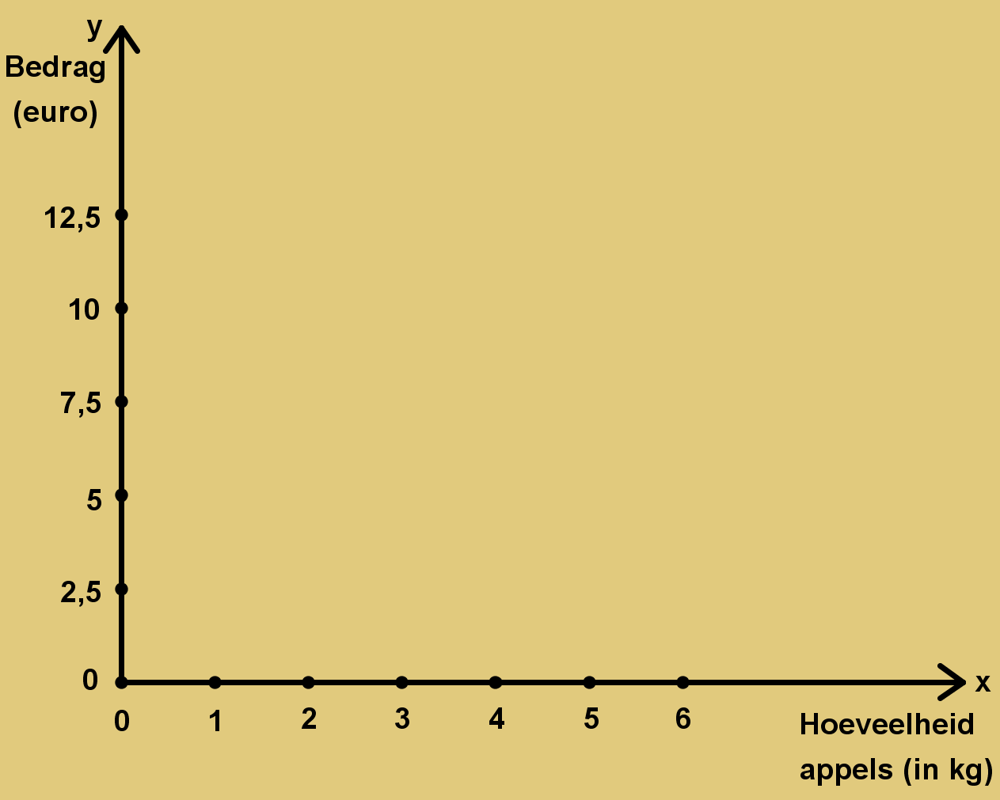 y
Bedrag
(euro)
12,5
10
7,5
5
2,5
0
x
0 1 2 3 4 5 6
Hoeveelheid
appels (in kg)